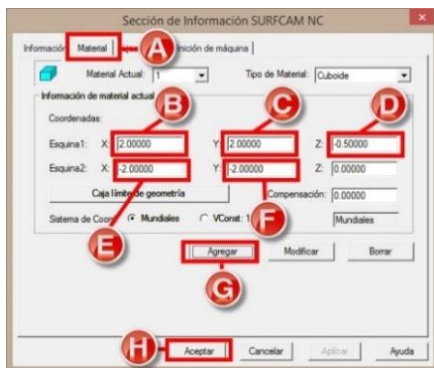 Sección de Información SURFCAM NC
Información Material inición de máquina
A
Material Actual: 1 Tipo de Material: Cuboide
Información de material actual
B C D
Coordenadas:
Esquina1: X: 2.00000 Y: 2.00000 Z: -0.50000
Esquina2: X: -2.00000 Y: -2.00000 Z: 0.00000
Caja límite de geometría Compensación: 0.00000
Sistema de Coor Mundiales VConst: 1 Mundiales
E F
Agregar Modificar Borrar
G
H
Aceptar Cancelar Aplicar Ayuda